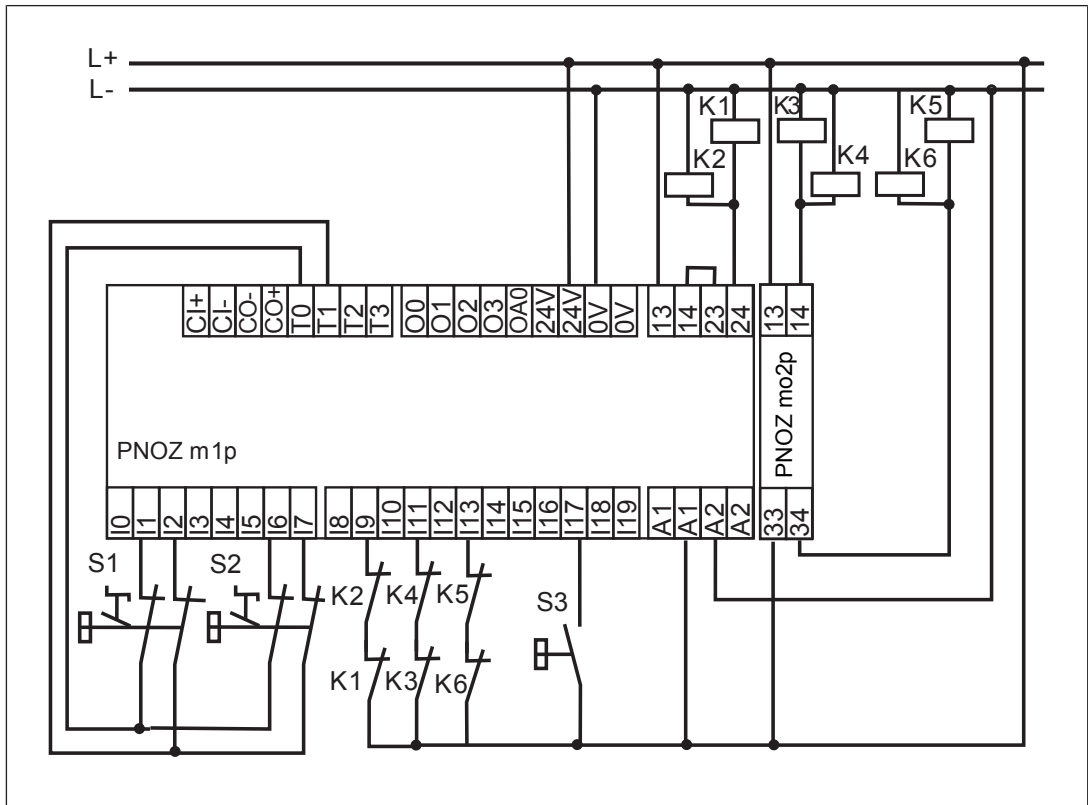 L+
L-
K1 K3 K5
K2 K4 K6
CI+ CI- CO- CO+ T0 T1 T2 T3 O0 O1 O2 O3 OA0 24V 24V 0V 0V 13 14 23 24 13 14
PNOZ m1p
PNOZ mo2p
I0 I1 I2 I3 I4 I5 I6 I7 I8 I9 I10 I11 I12 I13 I14 I15 I16 I17 I18 I19 A1 A1 A2 A2 33 34
S1 S2
K2 K4 K5 S3
K1 K3 K6